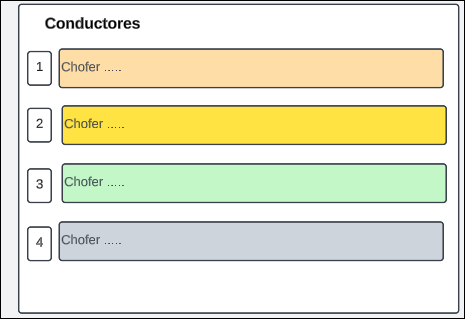 Conductores
1 Chofer .....
2 Chofer .....
3 Chofer .....
4 Chofer .....